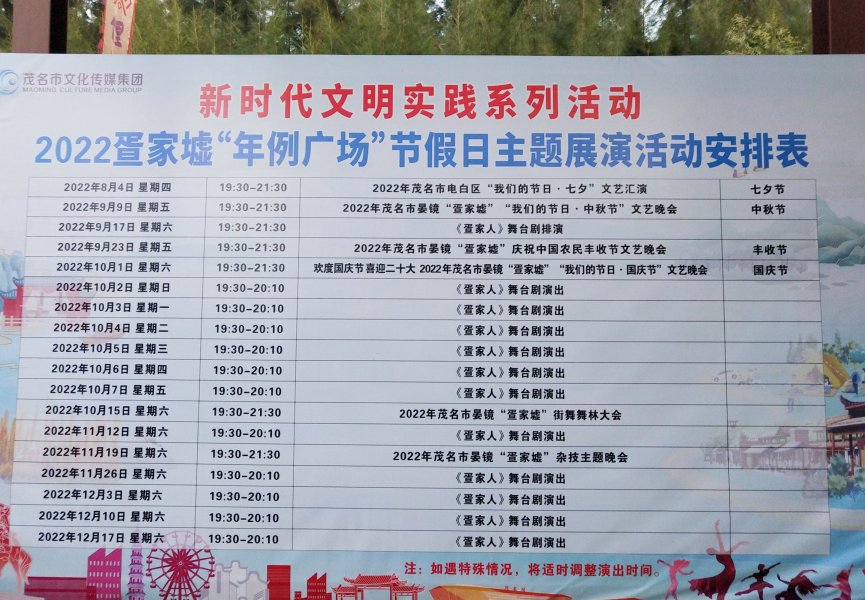 茂名市文化传媒集团
MAOMING CULTURE MEDIA GROUP
新时代文明实践系列活动
2022疍家墟“年例广场”节假日主题展演活动安排表
2022年8月4日 星期四 19:30-21:30 2022年茂名市电白区“我们的节日·七夕”文艺汇演 七夕节
2022年9月9日 星期五 19:30-21:30 2022年茂名市晏镜“疍家墟”“我们的节日·中秋节”文艺晚会 中秋节
2022年9月17日 星期六 19:30-21:30 《疍家人》舞台剧排演
2022年9月23日 星期五 19:30-21:30 2022年茂名市晏镜“疍家墟”庆祝中国农民丰收节文艺晚会 丰收节
2022年10月1日 星期六 19:30-21:30 欢度国庆节喜迎二十大 2022年茂名市晏镜“疍家墟”“我们的节日·国庆节”文艺晚会 国庆节
2022年10月2日 星期日 19:30-20:10 《疍家人》舞台剧演出
2022年10月3日 星期一 19:30-20:10 《疍家人》舞台剧演出
2022年10月4日 星期二 19:30-20:10 《疍家人》舞台剧演出
2022年10月5日 星期三 19:30-20:10 《疍家人》舞台剧演出
2022年10月6日 星期四 19:30-20:10 《疍家人》舞台剧演出
2022年10月7日 星期五 19:30-20:10 《疍家人》舞台剧演出
2022年10月15日 星期六 19:30-21:30 2022年茂名市晏镜“疍家墟”街舞舞林大会
2022年11月12日 星期六 19:30-20:10 《疍家人》舞台剧演出
2022年11月19日 星期六 19:30-21:30 2022年茂名市晏镜“疍家墟”杂技主题晚会
2022年11月26日 星期六 19:30-20:10 《疍家人》舞台剧演出
2022年12月3日 星期六 19:30-20:10 《疍家人》舞台剧演出
2022年12月10日 星期六 19:30-20:10 《疍家人》舞台剧演出
2022年12月17日 星期六 19:30-20:10 《疍家人》舞台剧演出
注：如遇特殊情况，将适时调整演出时间。